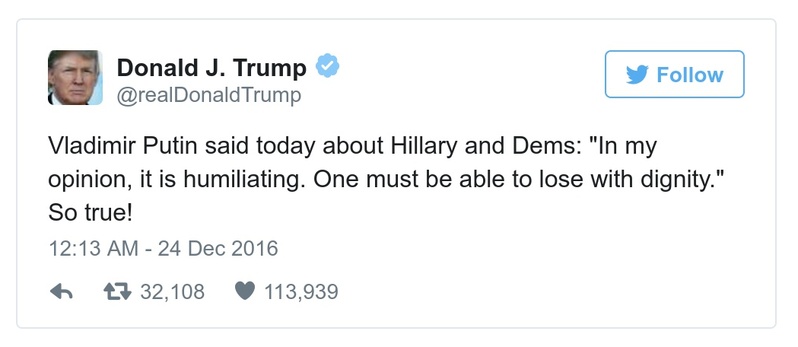 Donald J. Trump
Follow
@realDonaldTrump
Vladimir Putin said today about Hillary and Dems: "In my
opinion, it is humiliating. One must be able to lose with dignity."
So true!
12:13 AM - 24 Dec 2016
32,108 113,939